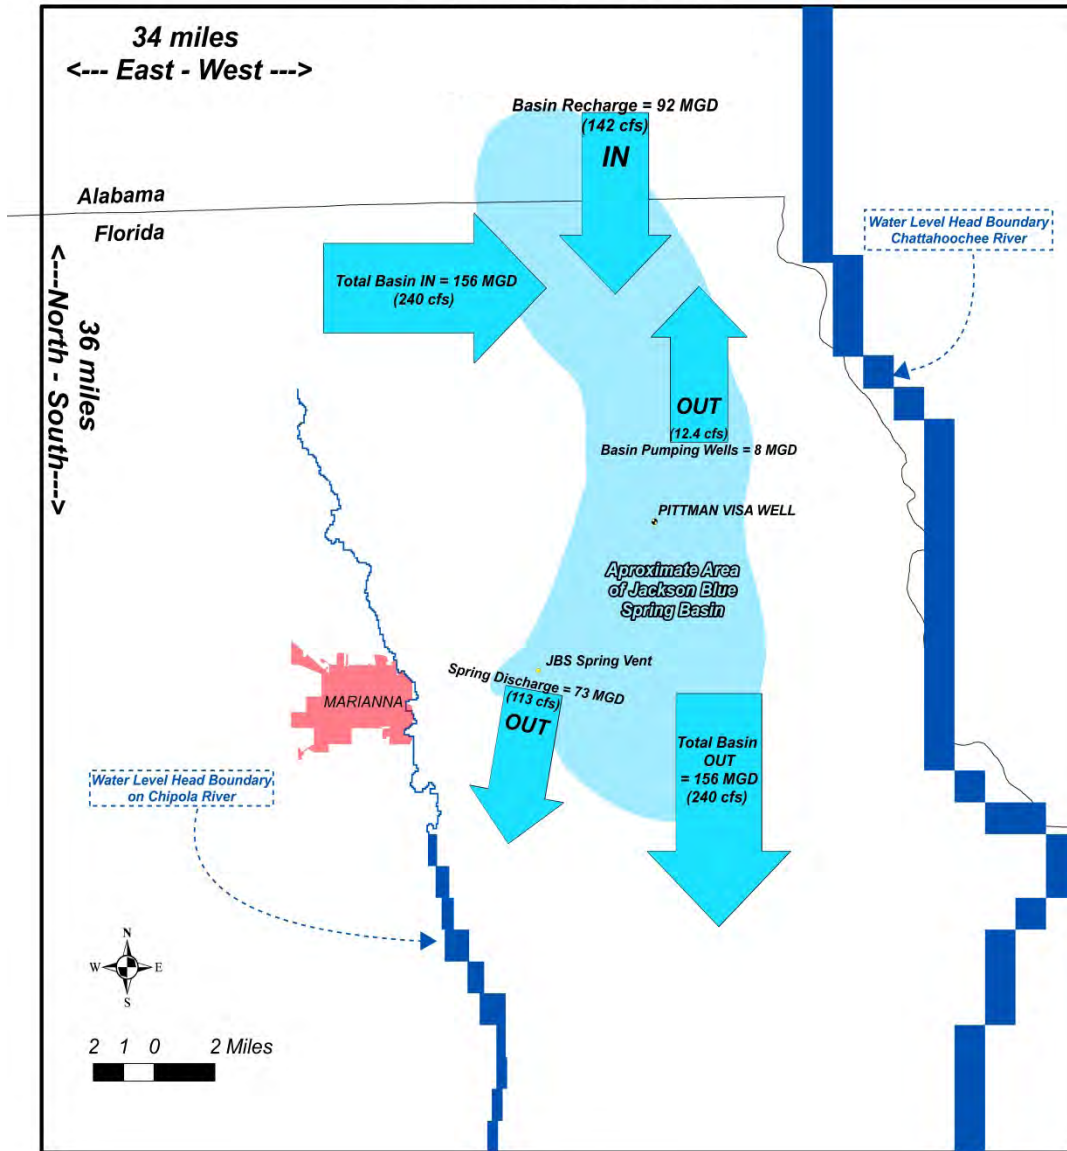 34 miles
<--- East - West --->
Basin Recharge = 92 MGD
(142 cfs)
IN
Alabama
Florida
Water Level Head Boundary
Chattahoochee River
<---North - South---->
36 miles
Total Basin IN = 156 MGD
(240 cfs)
OUT
(12.4 cfs)
Basin Pumping Wells = 8 MGD
PITTMAN VISA WELL
Aproximate Area
of Jackson Blue
Spring Basin
JBS Spring Vent
Spring Discharge = 73 MGD
(113 cfs)
OUT
MARIANNA
Total Basin
OUT
= 156 MGD
(240 cfs)
Water Level Head Boundary
on Chipola River
N
W E
S
2 1 0 2 Miles